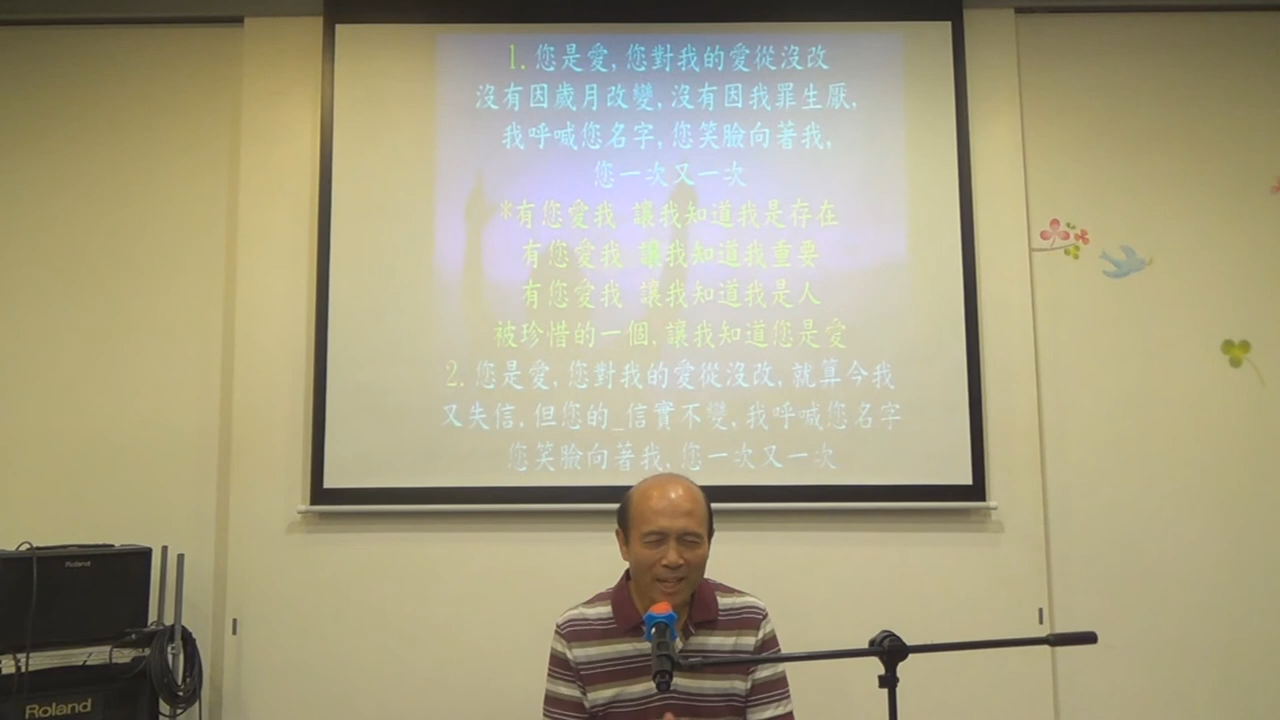 1. 您是愛, 您對我的愛從沒改
沒有因歲月改變, 沒有因我罪生厭,
我呼喊您名字, 您笑臉向著我,
您一次又一次
*有您愛我 讓我知道我是存在
有您愛我 讓我知道我重要
有您愛我 讓我知道我是人
被珍惜的一個, 讓我知道您是愛
2. 您是愛, 您對我的愛從沒改, 就算今我
又失信, 但您的_信實不變, 我呼喊您名字
您笑臉向著我, 您一次又一次
Roland
Roland